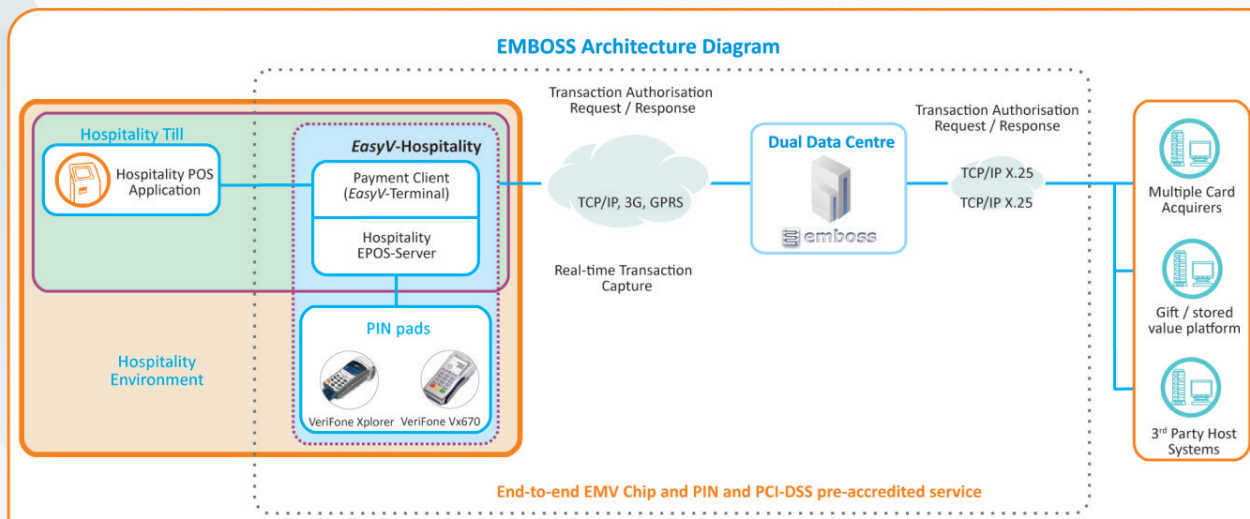 EMBOSS Architecture Diagram
Hospitality Till
Hospitality POS
Application
EasyV-Hospitality
Payment Client
(EasyV-Terminal)
Hospitality
EPOS-Server
PIN pads
VeriFone Xplorer
VeriFone Vx670
Hospitality
Environment
Transaction Authorisation
Request / Response
TCP/IP, 3G, GPRS
Real-time Transaction
Capture
Dual Data Centre
emboss
Transaction Authorisation
Request / Response
TCP/IP X.25
TCP/IP X.25
Multiple Card
Acquirers
Gift / stored
value platform
3rd Party Host
Systems
End-to-end EMV Chip and PIN and PCI-DSS pre-accredited service